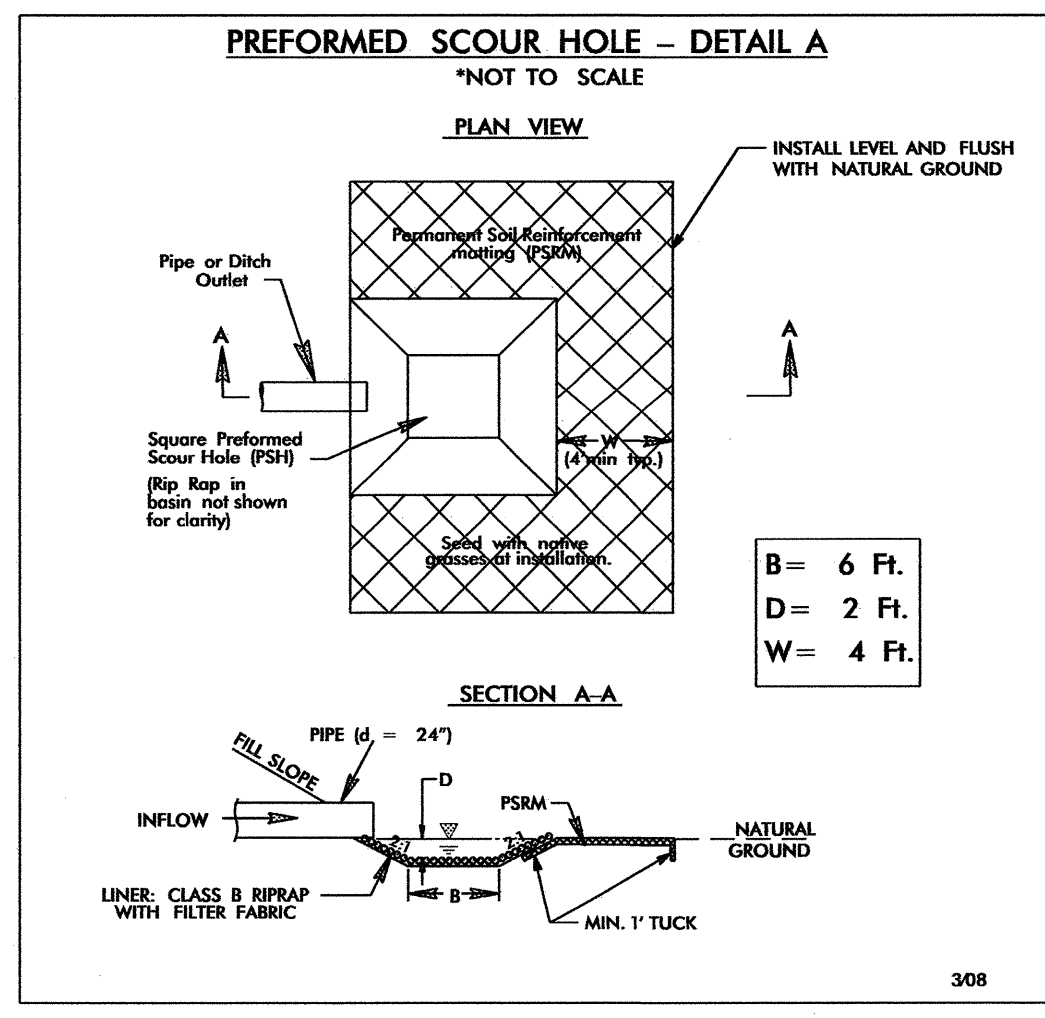 PREFORMED SCOUR HOLE – DETAIL A
*NOT TO SCALE
PLAN VIEW
INSTALL LEVEL AND FLUSH
WITH NATURAL GROUND
Permanent Soil Reinforcement
matting (PSRM)
Pipe or Ditch
Outlet
A
A
Square Preformed
Scour Hole (PSH)
(Rip Rap in
basin not shown
for clarity)
W
(4'min typ.)
Seed with native
grasses at installation.
B= 6 Ft.
D= 2 Ft.
W= 4 Ft.
SECTION A–A
PIPE (d = 24")
FILL SLOPE
D
PSRM
INFLOW
2:1
2:1
NATURAL
GROUND
LINER: CLASS B RIPRAP
WITH FILTER FABRIC
B
MIN. 1' TUCK
3/08